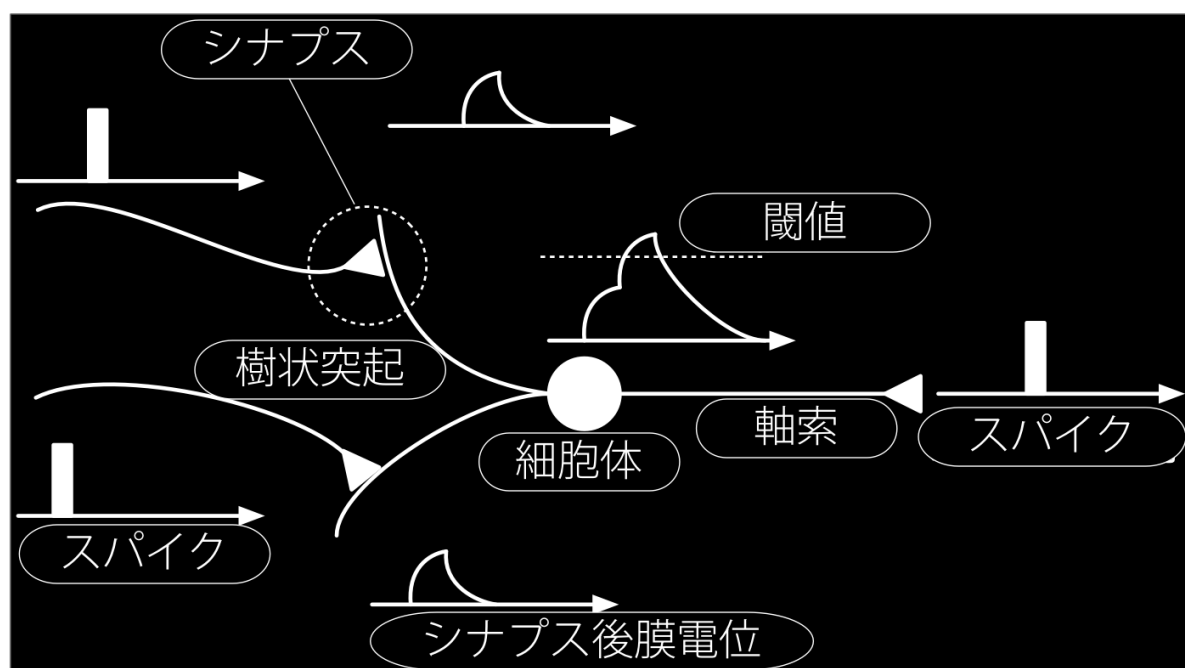 シナプス
閾値
樹状突起
軸索
スパイク
細胞体
スパイク
シナプス後膜電位